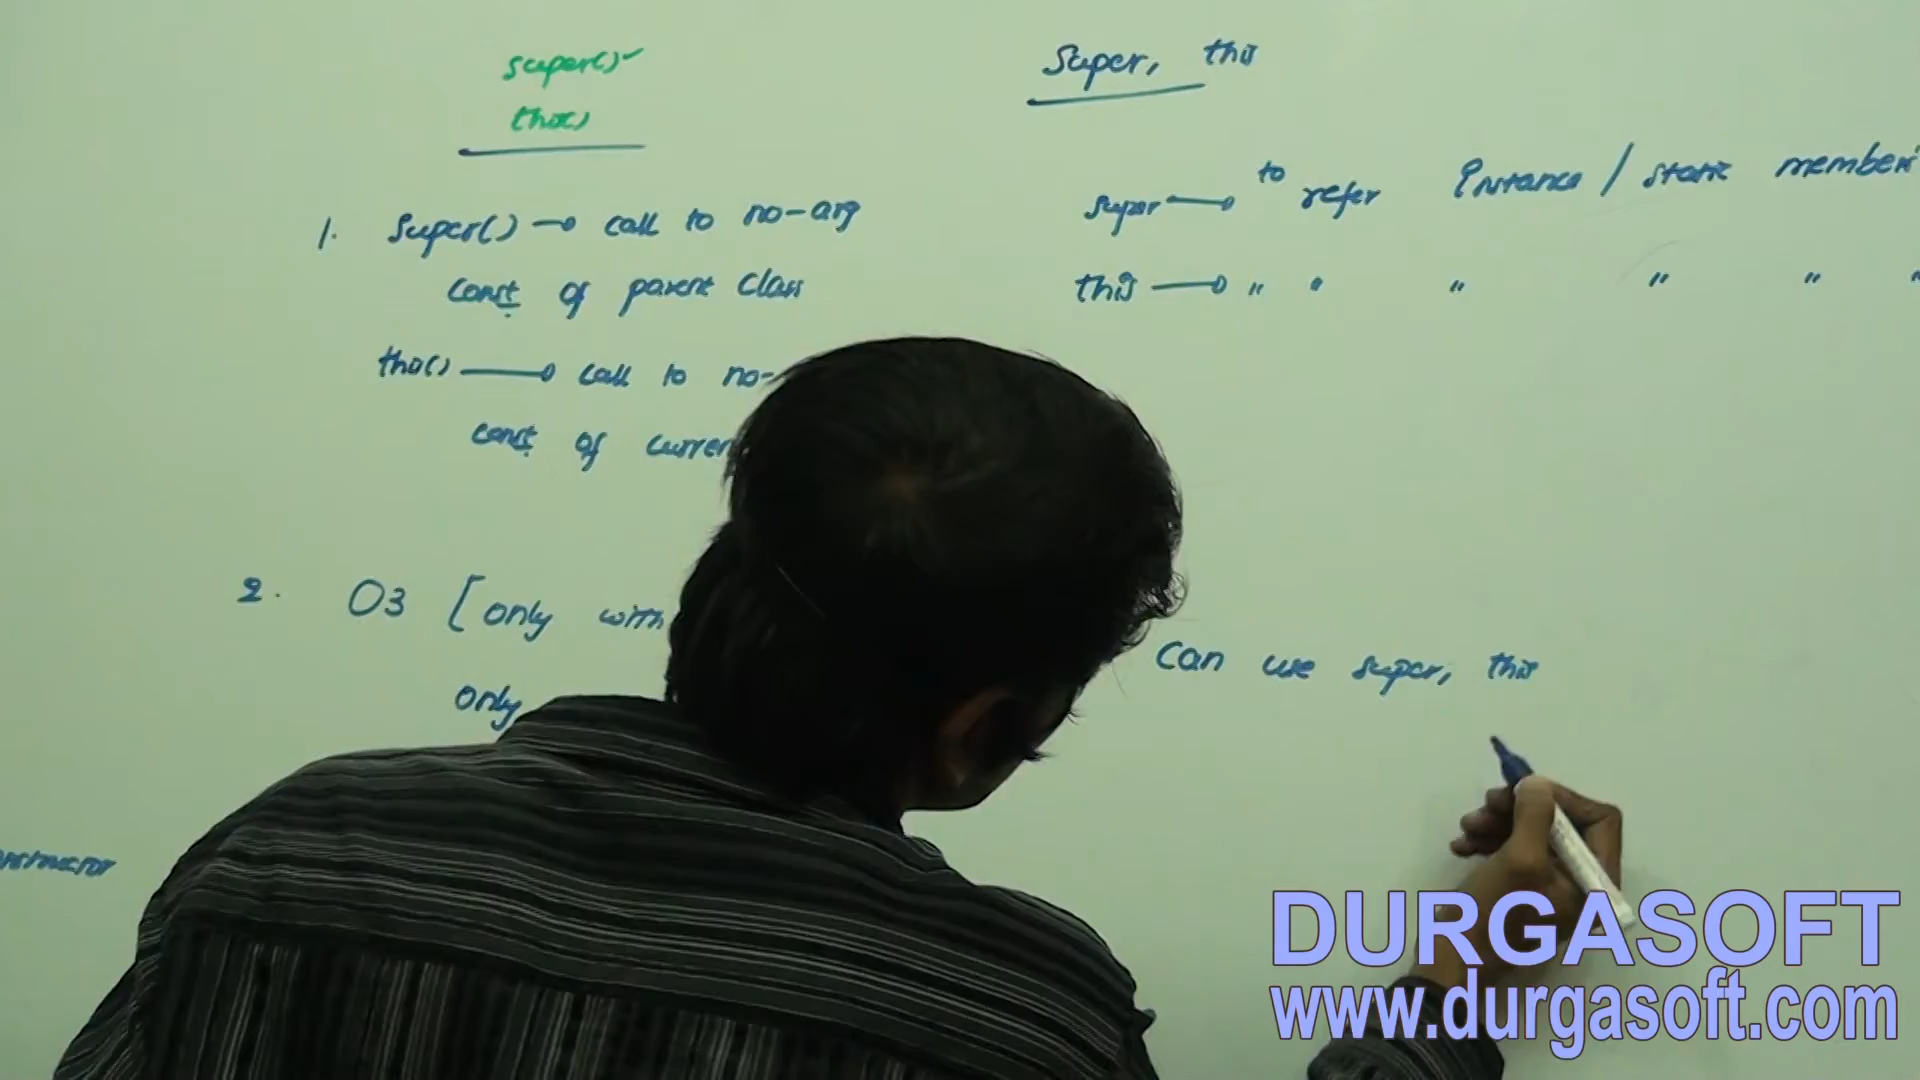 super()
this()
Super, this
1. Super() → call to no-arg
const of parent class
this() → call to no-
const of curren
super → to refer Instance / static members
this → " " " " " "
2. 03 [only with
only
Can use super, this
onstructor
DURGASOFT
www.durgasoft.com